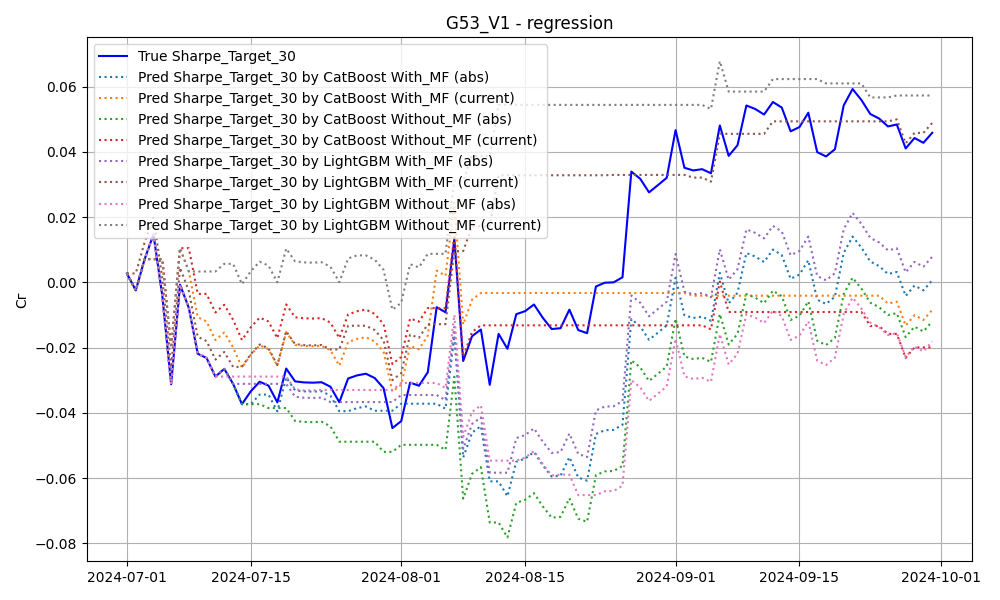 G53_V1 - regression
True Sharpe_Target_30
Pred Sharpe_Target_30 by CatBoost With_MF (abs)
Pred Sharpe_Target_30 by CatBoost With_MF (current)
Pred Sharpe_Target_30 by CatBoost Without_MF (abs)
Pred Sharpe_Target_30 by CatBoost Without_MF (current)
Pred Sharpe_Target_30 by LightGBM With_MF (abs)
Pred Sharpe_Target_30 by LightGBM With_MF (current)
Pred Sharpe_Target_30 by LightGBM Without_MF (abs)
Pred Sharpe_Target_30 by LightGBM Without_MF (current)
0.06
0.04
0.02
0.00
−0.02
−0.04
−0.06
−0.08
Cr
2024-07-01 2024-07-15 2024-08-01 2024-08-15 2024-09-01 2024-09-15 2024-10-01